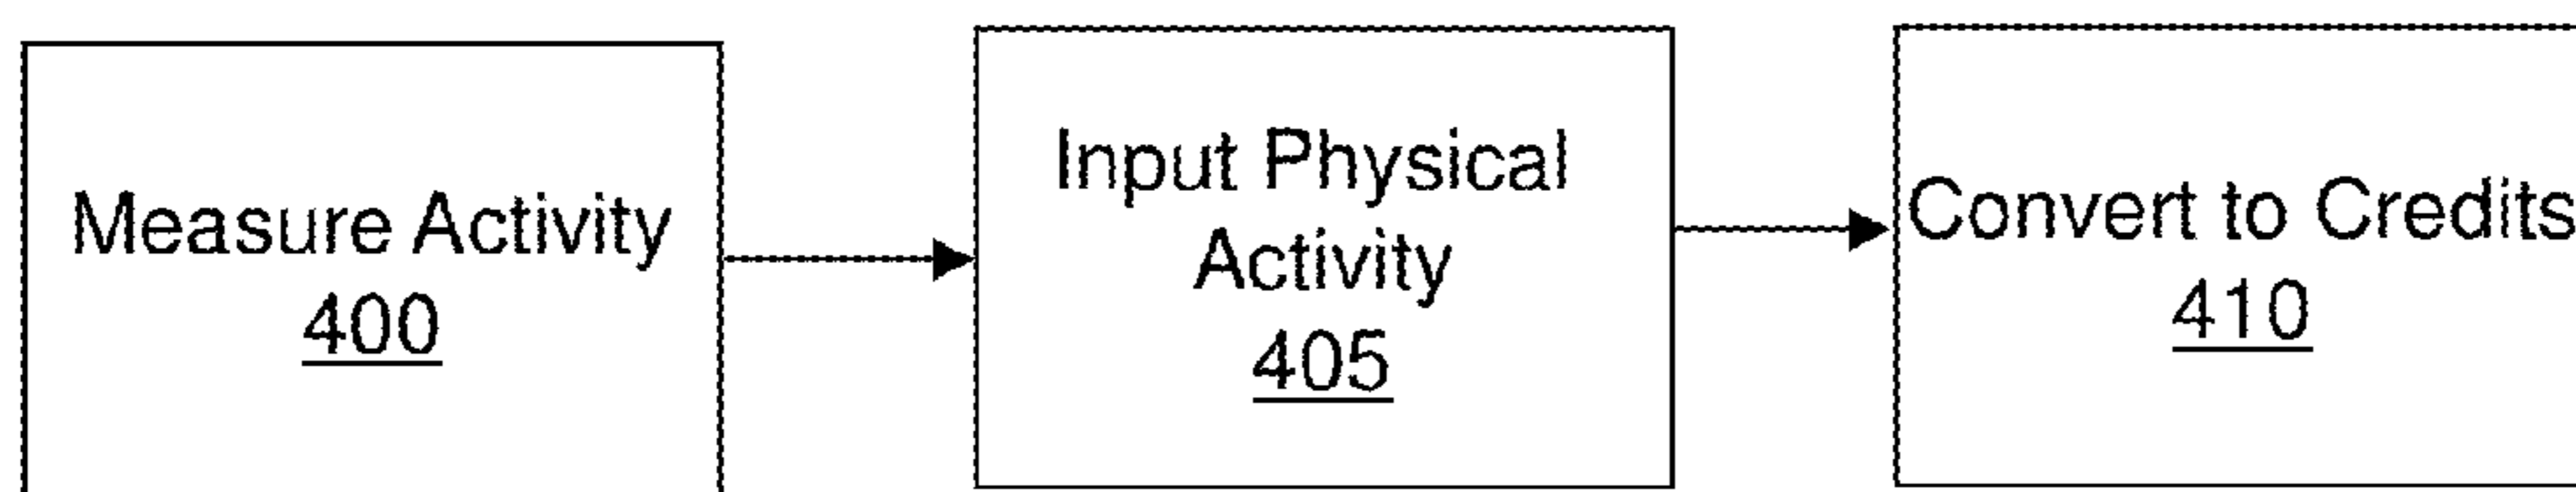 Measure Activity
400
Input Physical
Activity
405
Convert to Credits
410